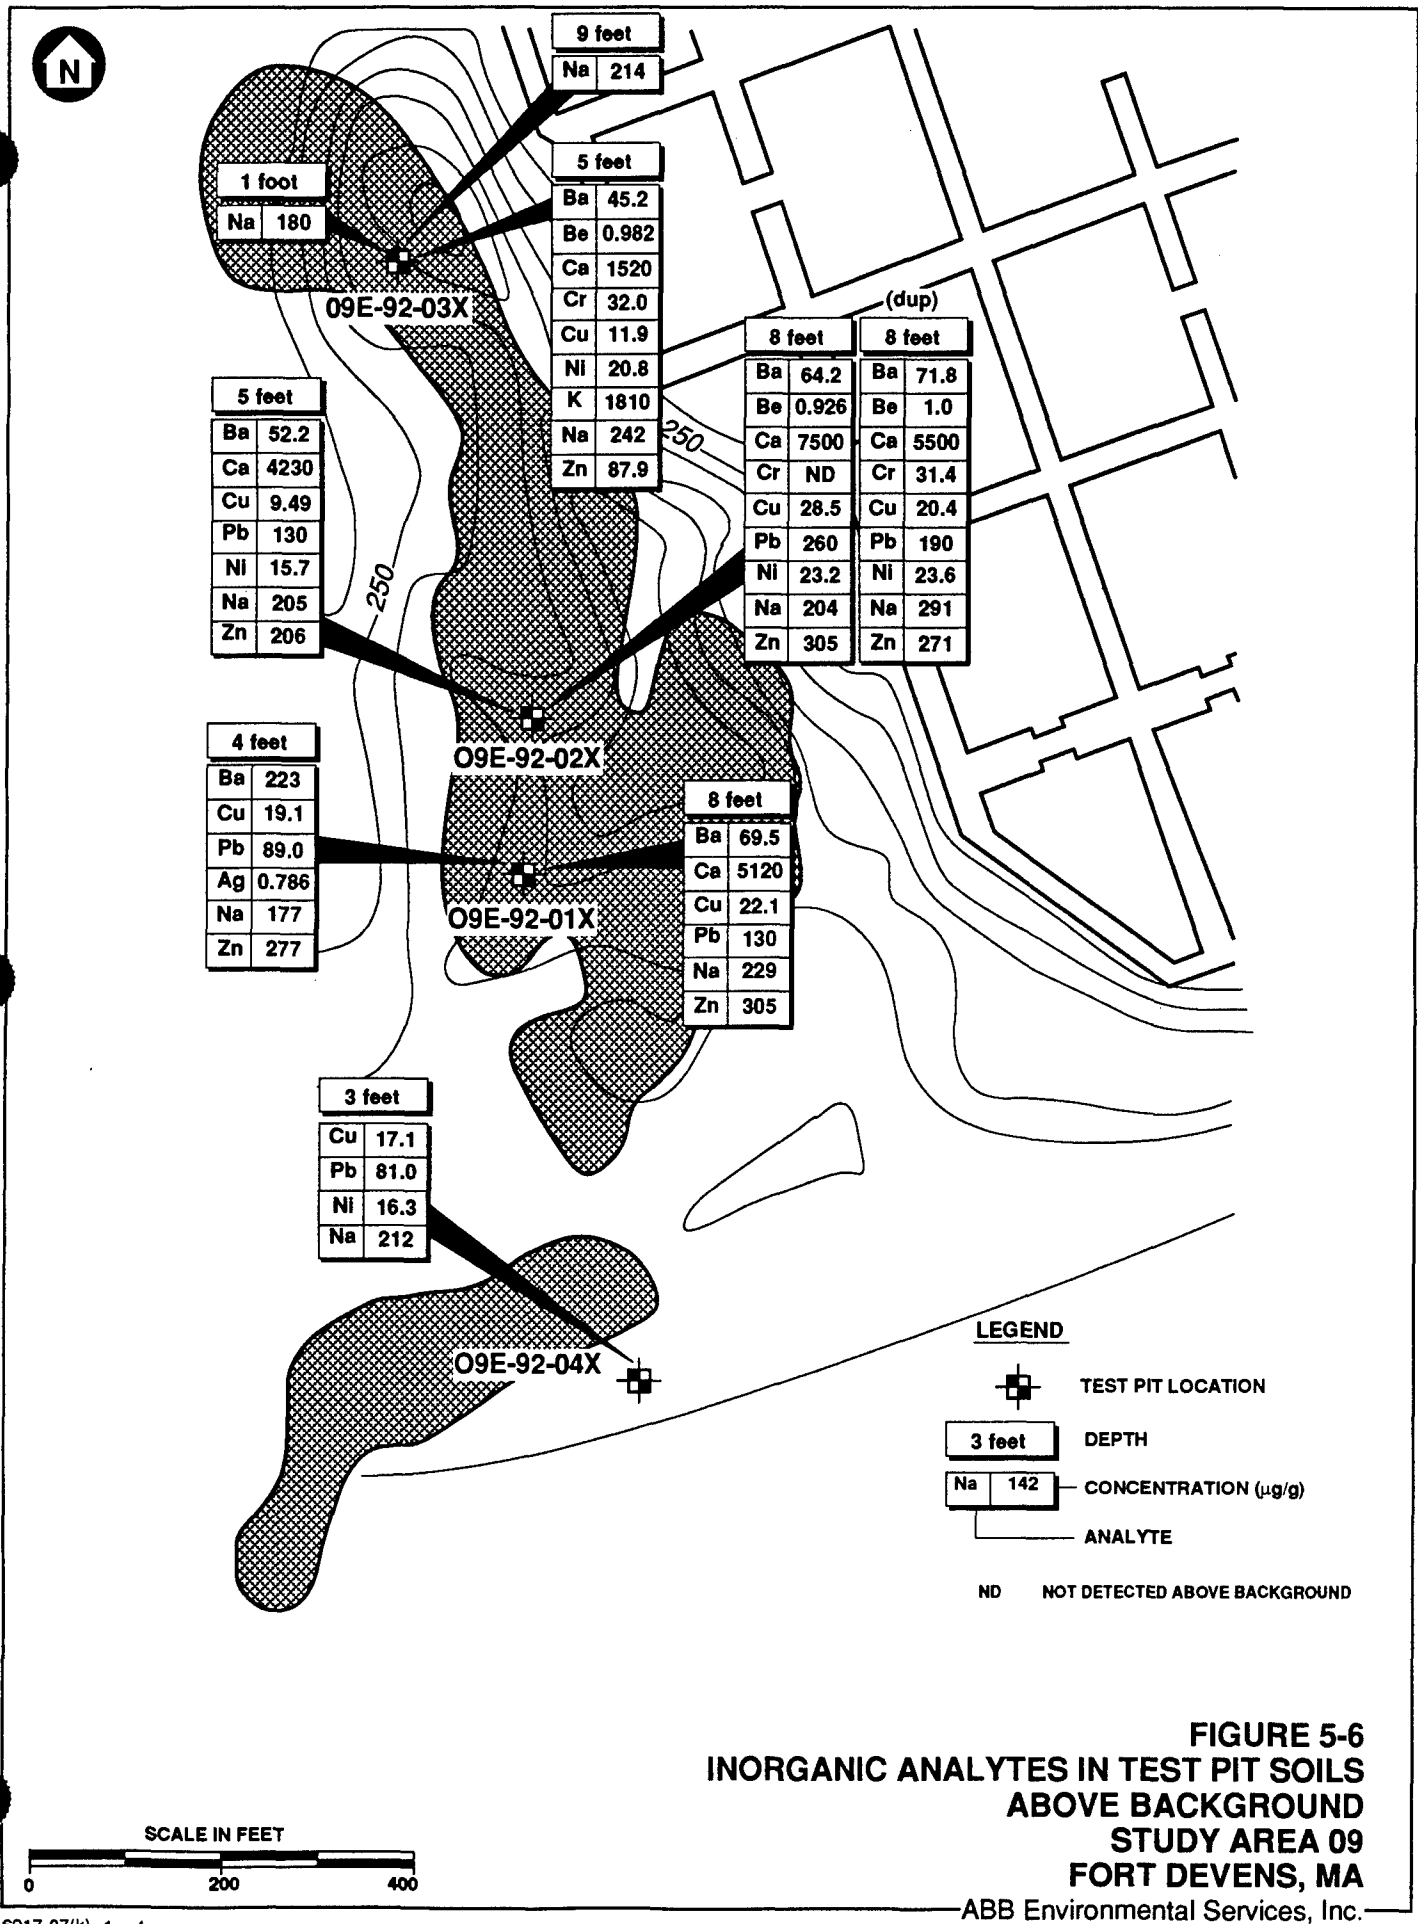 N
9 feet
Na 214
1 foot
Na 180
5 feet
Ba 45.2
Be 0.982
Ca 1520
Cr 32.0
Cu 11.9
Ni 20.8
K 1810
Na 242
Zn 87.9
09E-92-03X
(dup)
8 feet 8 feet
Ba 64.2 Ba 71.8
Be 0.926 Be 1.0
Ca 7500 Ca 5500
Cr ND Cr 31.4
Cu 28.5 Cu 20.4
Pb 260 Pb 190
Ni 23.2 Ni 23.6
Na 204 Na 291
Zn 305 Zn 271
250
5 feet
Ba 52.2
Ca 4230
Cu 9.49
Pb 130
Ni 15.7
Na 205
Zn 206
250
O9E-92-02X
4 feet
Ba 223
Cu 19.1
Pb 89.0
Ag 0.786
Na 177
Zn 277
8 feet
Ba 69.5
Ca 5120
Cu 22.1
Pb 130
Na 229
Zn 305
O9E-92-01X
3 feet
Cu 17.1
Pb 81.0
Ni 16.3
Na 212
O9E-92-04X
LEGEND
TEST PIT LOCATION
3 feet DEPTH
Na 142 CONCENTRATION (µg/g)
ANALYTE
ND NOT DETECTED ABOVE BACKGROUND
FIGURE 5-6
INORGANIC ANALYTES IN TEST PIT SOILS
ABOVE BACKGROUND
STUDY AREA 09
FORT DEVENS, MA
SCALE IN FEET
0 200 400
ABB Environmental Services, Inc.